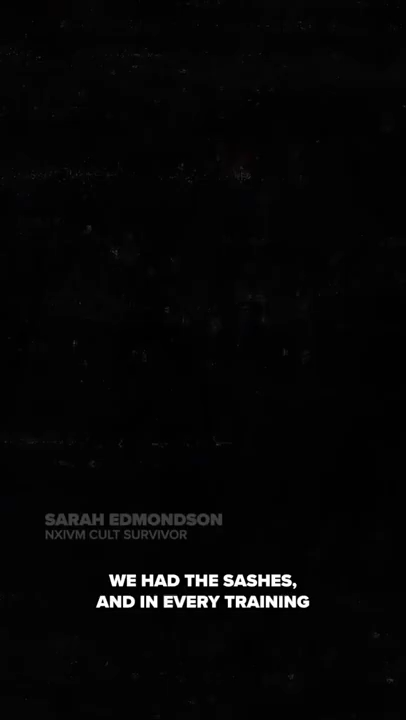 SARAH EDMONDSON
NXIVM CULT SURVIVOR
WE HAD THE SASHES,
AND IN EVERY TRAINING